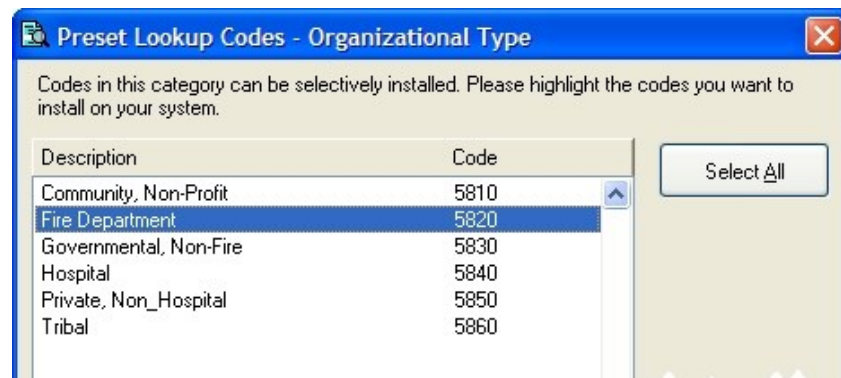 Preset Lookup Codes - Organizational Type
Codes in this category can be selectively installed. Please highlight the codes you want to
install on your system.
Description Code
Select All
Community, Non-Profit 5810
Fire Department 5820
Governmental, Non-Fire 5830
Hospital 5840
Private, Non_Hospital 5850
Tribal 5860